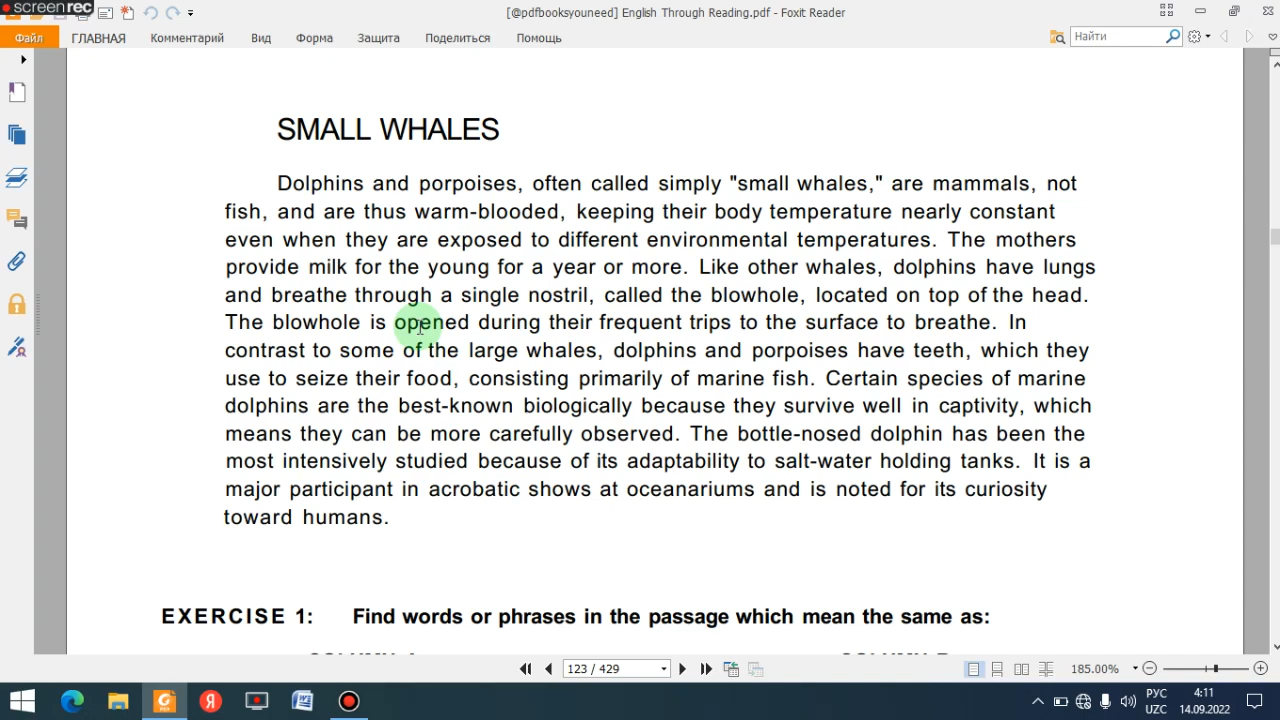 screenrec
[@pdfbooksyouneed] English Through Reading.pdf - Foxit Reader
Файл ГЛАВНАЯ Комментарий Вид Форма Защита Поделиться Помощь Найти
SMALL WHALES
Dolphins and porpoises, often called simply "small whales," are mammals, not
fish, and are thus warm-blooded, keeping their body temperature nearly constant
even when they are exposed to different environmental temperatures. The mothers
provide milk for the young for a year or more. Like other whales, dolphins have lungs
and breathe through a single nostril, called the blowhole, located on top of the head.
The blowhole is opened during their frequent trips to the surface to breathe. In
contrast to some of the large whales, dolphins and porpoises have teeth, which they
use to seize their food, consisting primarily of marine fish. Certain species of marine
dolphins are the best-known biologically because they survive well in captivity, which
means they can be more carefully observed. The bottle-nosed dolphin has been the
most intensively studied because of its adaptability to salt-water holding tanks. It is a
major participant in acrobatic shows at oceanariums and is noted for its curiosity
toward humans.
EXERCISE 1: Find words or phrases in the passage which mean the same as:
123 / 429 185.00%
РУС 4:11
UZC 14.09.2022